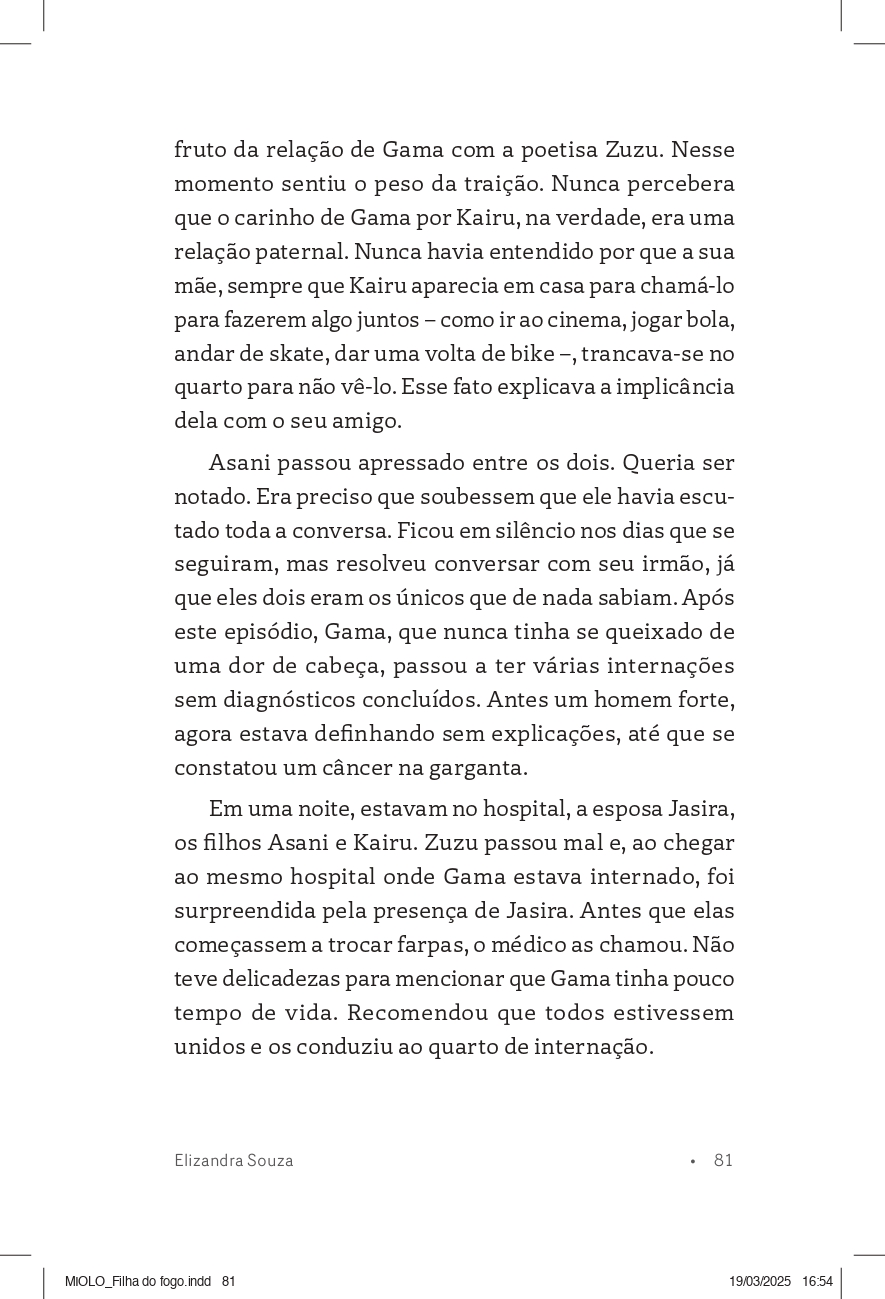 fruto da relação de Gama com a poetisa Zuzu. Nesse
momento sentiu o peso da traição. Nunca percebera
que o carinho de Gama por Kairu, na verdade, era uma
relação paternal. Nunca havia entendido por que a sua
mãe, sempre que Kairu aparecia em casa para chamá-lo
para fazerem algo juntos – como ir ao cinema, jogar bola,
andar de skate, dar uma volta de bike –, trancava-se no
quarto para não vê-lo. Esse fato explicava a implicância
dela com o seu amigo.
Asani passou apressado entre os dois. Queria ser
notado. Era preciso que soubessem que ele havia escu-
tado toda a conversa. Ficou em silêncio nos dias que se
seguiram, mas resolveu conversar com seu irmão, já
que eles dois eram os únicos que de nada sabiam. Após
este episódio, Gama, que nunca tinha se queixado de
uma dor de cabeça, passou a ter várias internações
sem diagnósticos concluídos. Antes um homem forte,
agora estava definhando sem explicações, até que se
constatou um câncer na garganta.
Em uma noite, estavam no hospital, a esposa Jasira,
os filhos Asani e Kairu. Zuzu passou mal e, ao chegar
ao mesmo hospital onde Gama estava internado, foi
surpreendida pela presença de Jasira. Antes que elas
começassem a trocar farpas, o médico as chamou. Não
teve delicadezas para mencionar que Gama tinha pouco
tempo de vida. Recomendou que todos estivessem
unidos e os conduziu ao quarto de internação.
Elizandra Souza • 81
MIOLO_Filha do fogo.indd 81 19/03/2025 16:54